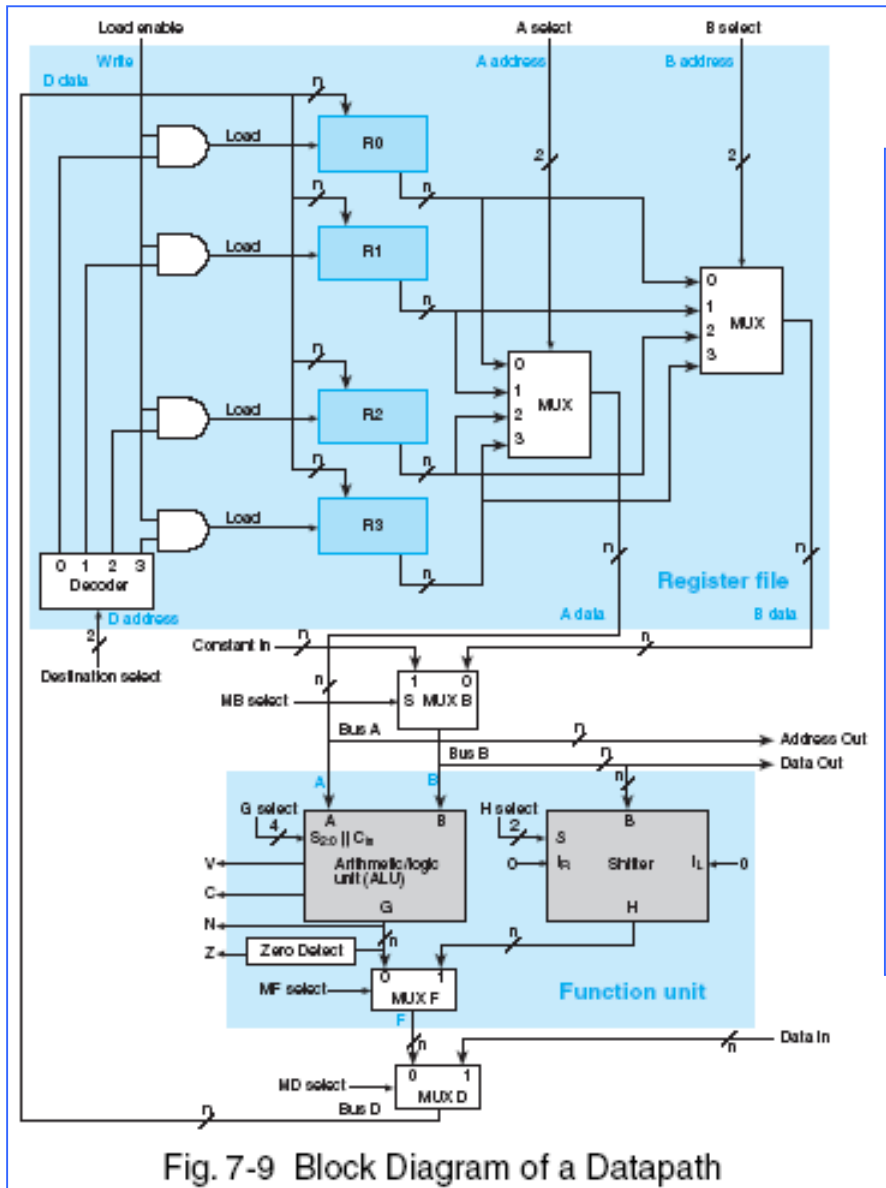 Load enable
A select
B select
Write
A address
B address
D data
n
Load
R0
2
2
n
n
Load
R1
0
1
2
3
MUX
n
n
0
1
2
3
MUX
Load
R2
n
n
Load
R3
n
n
n
0 1 2 3
Decoder
Register file
D address
A data
B data
2
Constant in
n
n
Destination select
n
1 0
MB select
S MUX B
Bus A
n
Address Out
Bus B
n
Data Out
n
A
B
G select
4
A
B
H select
2
B
S2:0 || Cin
S
V
Arithmetic/logic
unit (ALU)
0
IR
Shifter
IL
0
C
G
H
N
n
n
Z
Zero Detect
0 1
MF select
MUX F
Function unit
F
n
n
Data In
0 1
MD select
MUX D
n
Bus D
Fig. 7-9 Block Diagram of a Datapath